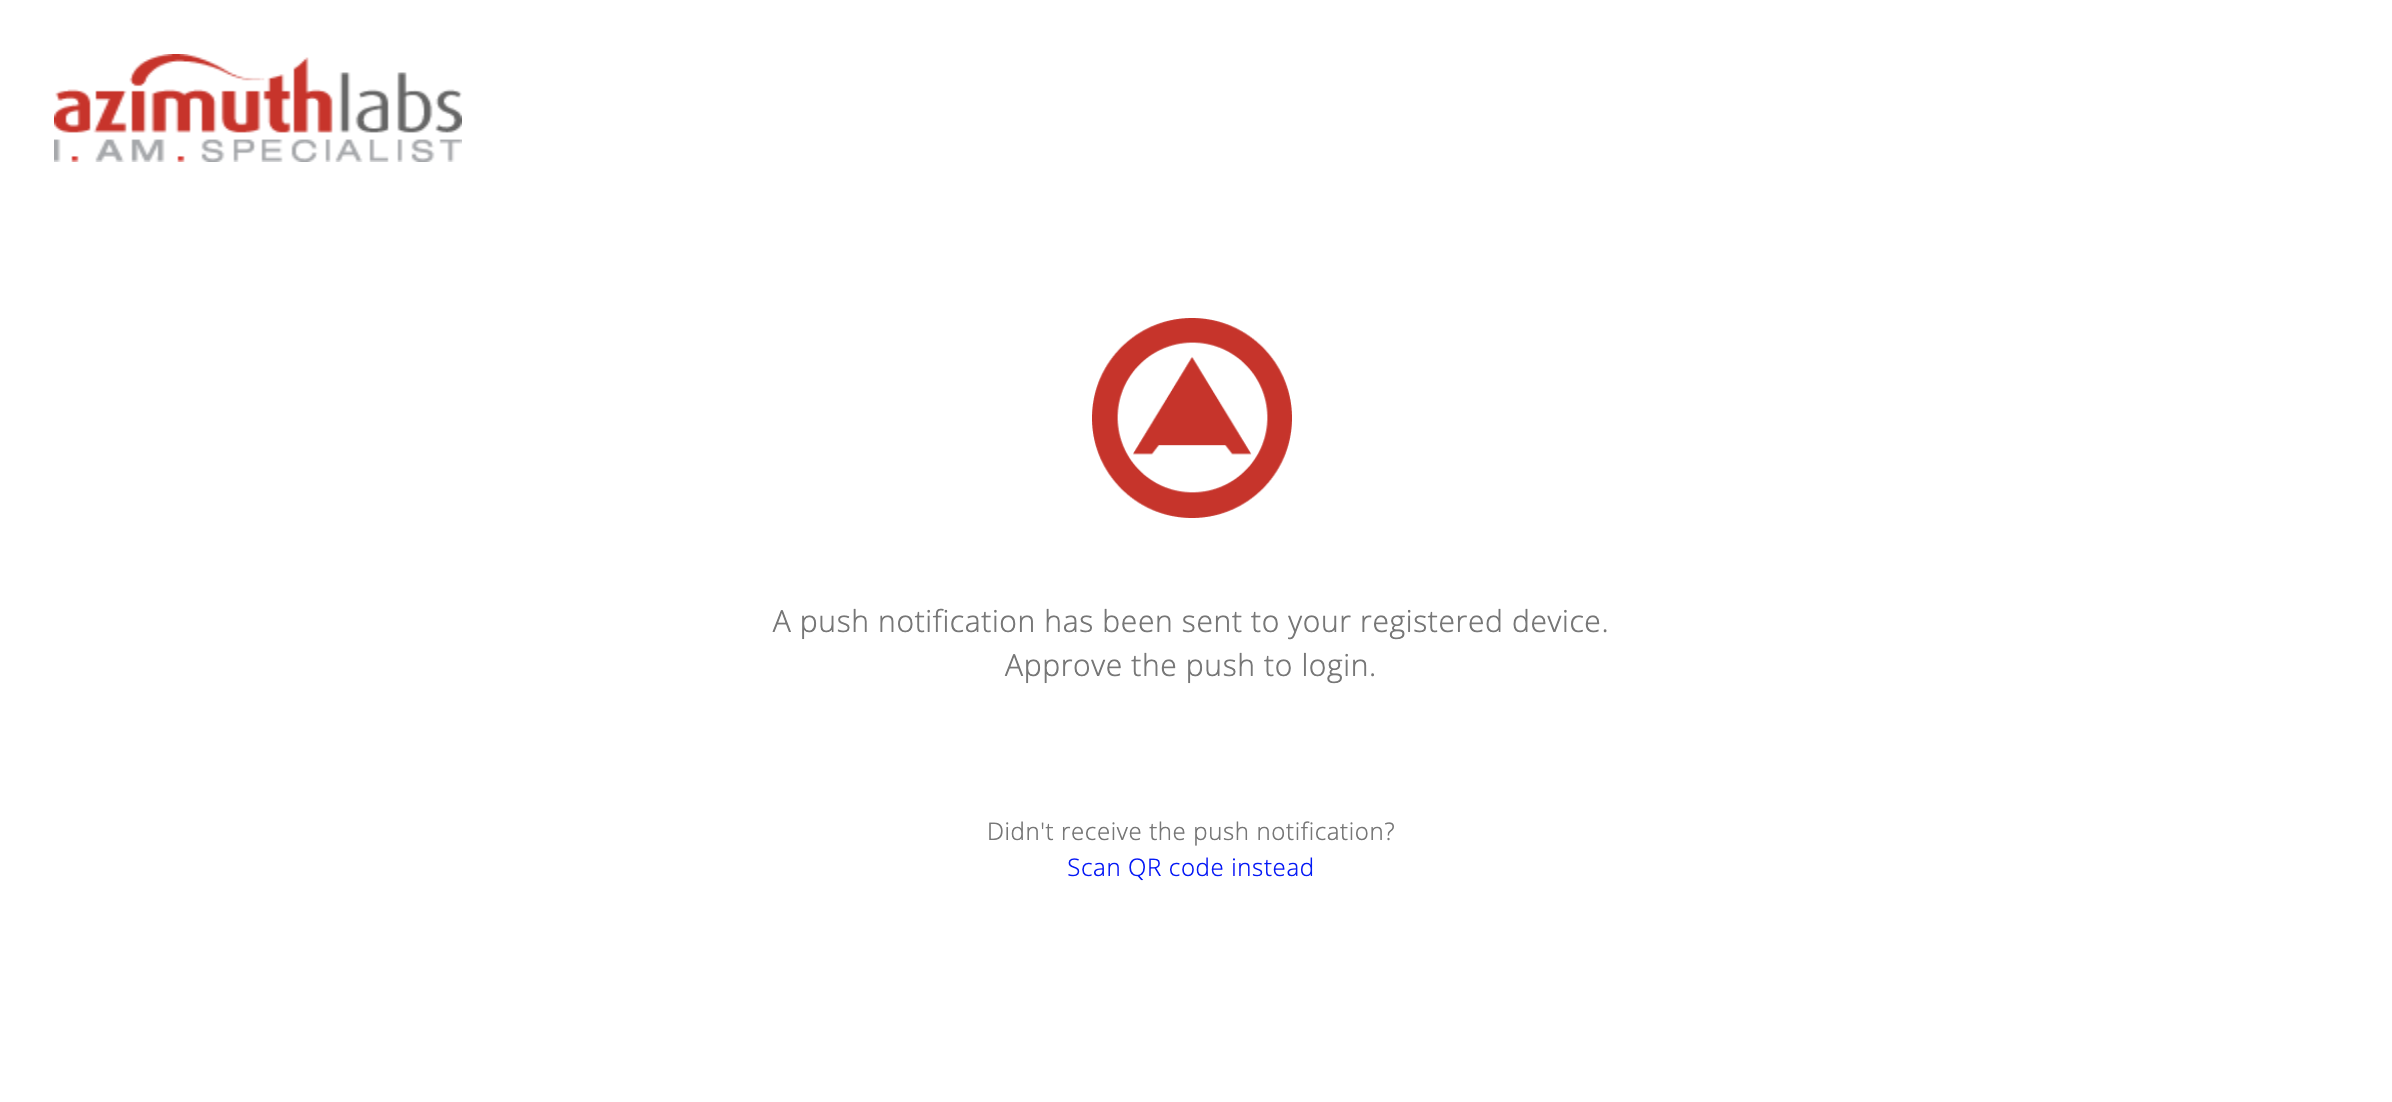 azimuthlabs
I.AM.SPECIALIST
A push notification has been sent to your registered device.
Approve the push to login.
Didn't receive the push notification?
Scan QR code instead